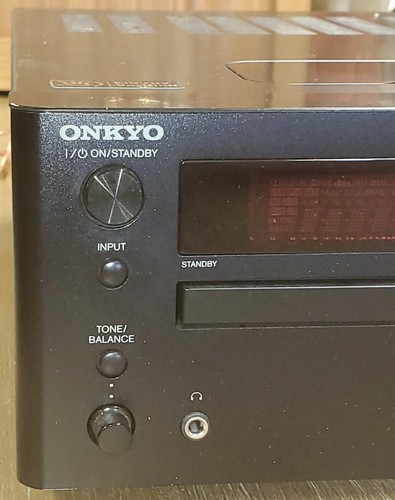 ONKYO
I/⏻ ON/STANDBY
INPUT
STANDBY
TONE/
BALANCE